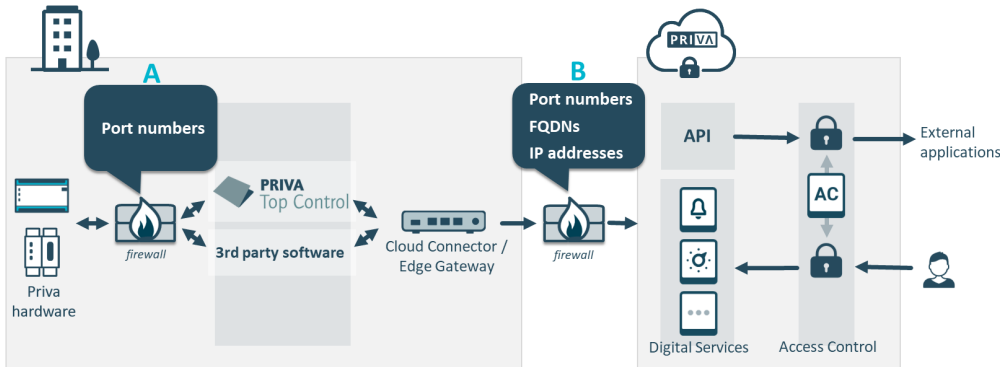 A
Port numbers
B
Port numbers
FQDNs
IP addresses
PRIVA
API
External
applications
PRIVA
Top Control
AC
3rd party software
firewall
Cloud Connector /
Edge Gateway
firewall
Priva
hardware
Digital Services
Access Control